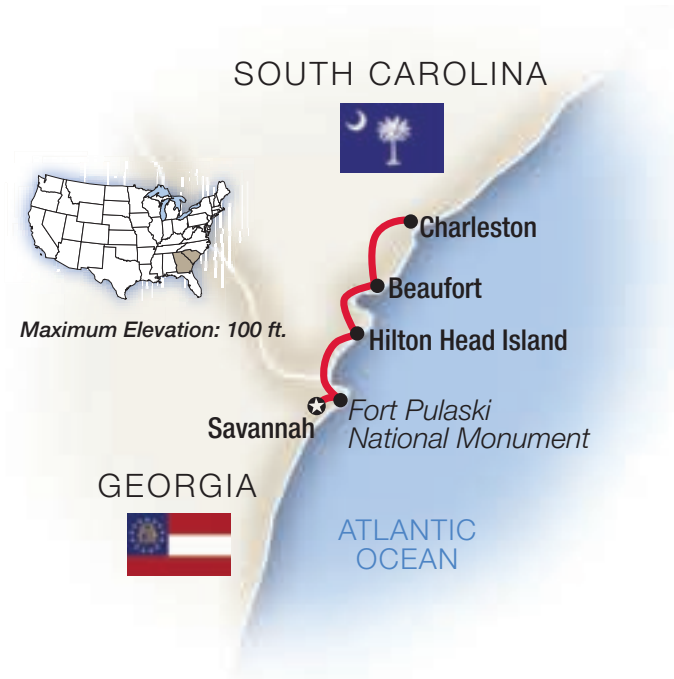 SOUTH CAROLINA
Charleston
Beaufort
Maximum Elevation: 100 ft.
Hilton Head Island
Fort Pulaski
National Monument
Savannah
GEORGIA
ATLANTIC
OCEAN